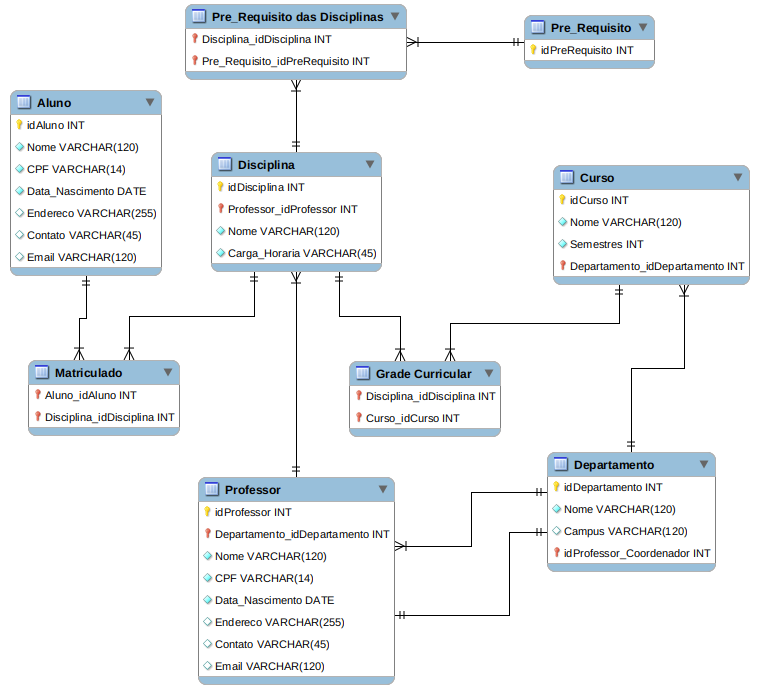 Pre_Requisito das Disciplinas
Disciplina_idDisciplina INT
Pre_Requisito_idPreRequisito INT
Pre_Requisito
idPreRequisito INT
Aluno
idAluno INT
Nome VARCHAR(120)
CPF VARCHAR(14)
Data_Nascimento DATE
Endereco VARCHAR(255)
Contato VARCHAR(45)
Email VARCHAR(120)
Disciplina
idDisciplina INT
Professor_idProfessor INT
Nome VARCHAR(120)
Carga_Horaria VARCHAR(45)
Curso
idCurso INT
Nome VARCHAR(120)
Semestres INT
Departamento_idDepartamento INT
Matriculado
Aluno_idAluno INT
Disciplina_idDisciplina INT
Grade Curricular
Disciplina_idDisciplina INT
Curso_idCurso INT
Professor
idProfessor INT
Departamento_idDepartamento INT
Nome VARCHAR(120)
CPF VARCHAR(14)
Data_Nascimento DATE
Endereco VARCHAR(255)
Contato VARCHAR(45)
Email VARCHAR(120)
Departamento
idDepartamento INT
Nome VARCHAR(120)
Campus VARCHAR(120)
idProfessor_Coordenador INT